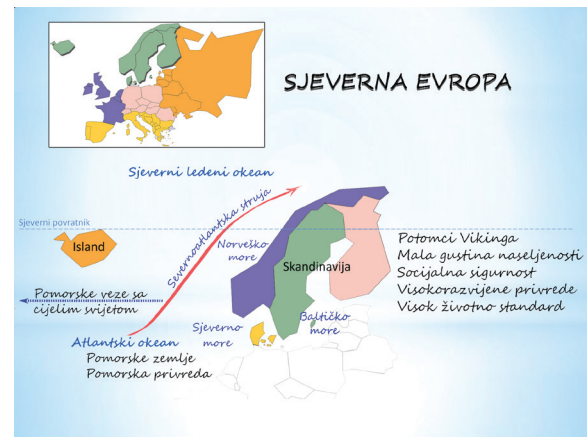 SJEVERNA EVROPA
Sjeverni ledeni okean
Sjeverni povratnik
Severnoatlantska struja
Island
Norveško
more
Skandinavija
Potomci Vikinga
Mala gustina naseljenosti
Socijalna sigurnost
Visokorazvijene privrede
Visok životno standard
Pomorske veze sa
cijelim svijetom
Sjeverno
more
Baltičko
more
Atlantski okean
Pomorske zemlje
Pomorska privreda